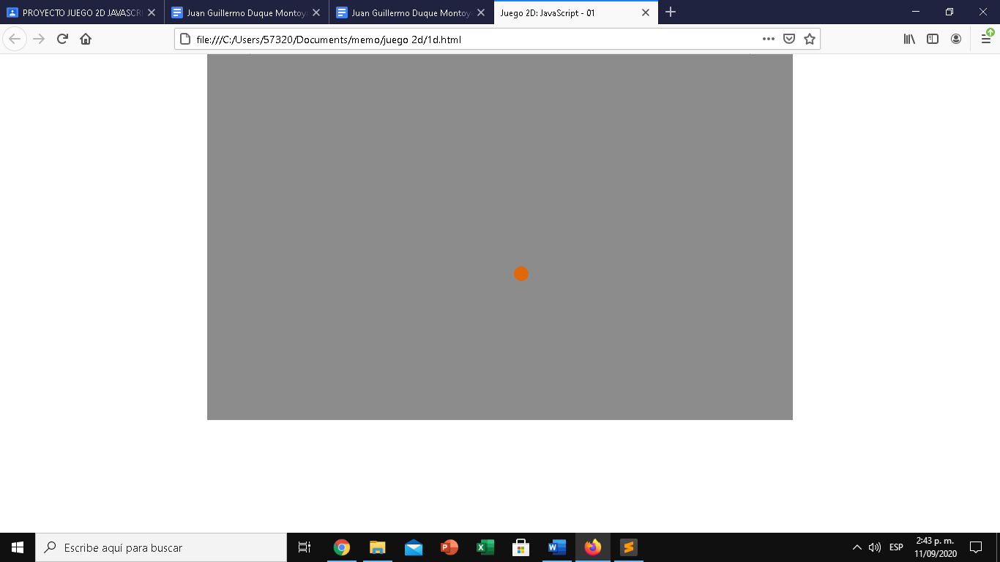 PROYECTO JUEGO 2D JAVASCRI
Juan Guillermo Duque Montoy
Juan Guillermo Duque Montoy
Juego 2D: JavaScript - 01
file:///C:/Users/57320/Documents/memo/juego 2d/1d.html
Escribe aquí para buscar
ESP
2:43 p. m.
11/09/2020